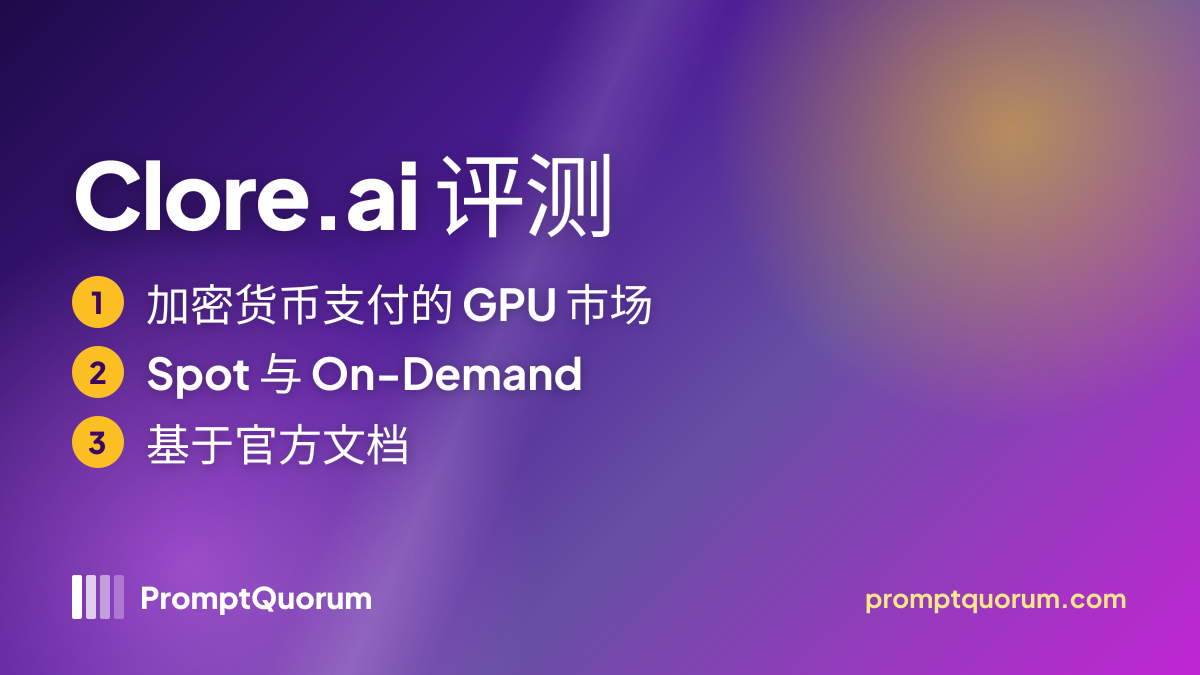 Clore.ai 评测
1 加密货币支付的 GPU 市场
2 Spot 与 On-Demand
3 基于官方文档
PromptQuorum
promptquorum.com